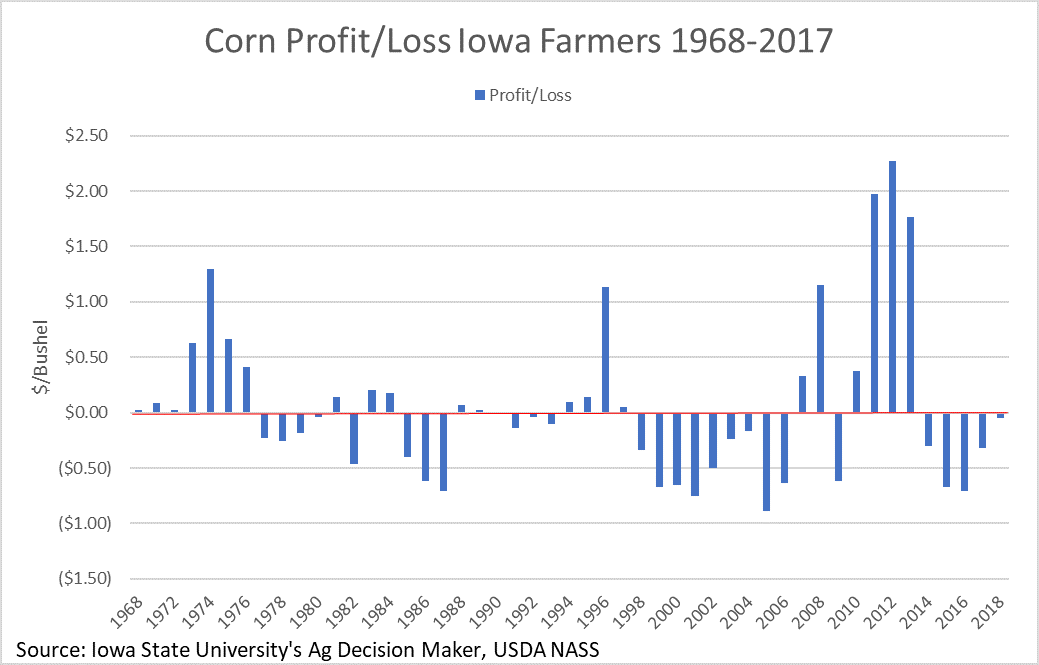 Corn Profit/Loss Iowa Farmers 1968-2017
Profit/Loss
$/Bushel
$2.50
$2.00
$1.50
$1.00
$0.50
$0.00
($0.50)
($1.00)
($1.50)
1968 1972 1974 1976 1978 1980 1982 1984 1986 1988 1990 1992 1994 1996 1998 2000 2002 2004 2006 2008 2010 2012 2014 2016 2018
Source: Iowa State University's Ag Decision Maker, USDA NASS